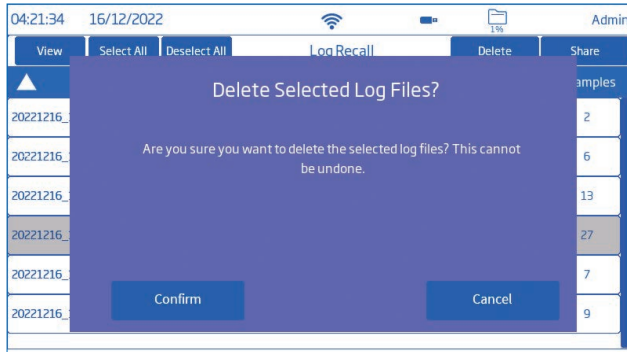 04:21:34 16/12/2022 1% Admin
View Select All Deselect All Log Recall Delete Share
Delete Selected Log Files?
amples
20221216_ 2
Are you sure you want to delete the selected log files? This cannot
be undone.
20221216_ 6
20221216_ 13
20221216_ 27
20221216_ 7
Confirm Cancel
20221216_ 9